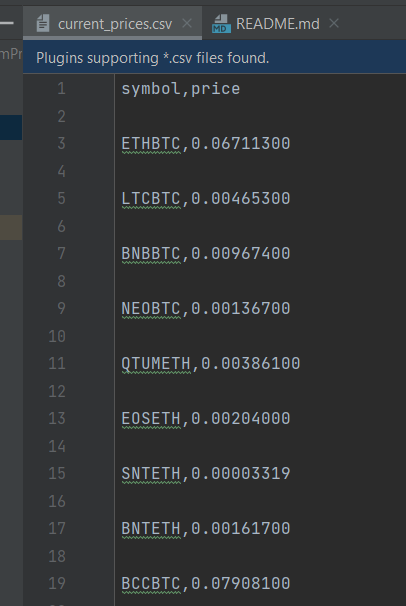 current_prices.csv
README.md
mPr
Plugins supporting *.csv files found.
1 symbol,price
2
3 ETHBTC,0.06711300
4
5 LTCBTC,0.00465300
6
7 BNBBTC,0.00967400
8
9 NEOBTC,0.00136700
10
11 QTUMETH,0.00386100
12
13 EOSETH,0.00204000
14
15 SNTETH,0.00003319
16
17 BNTETH,0.00161700
18
19 BCCBTC,0.07908100